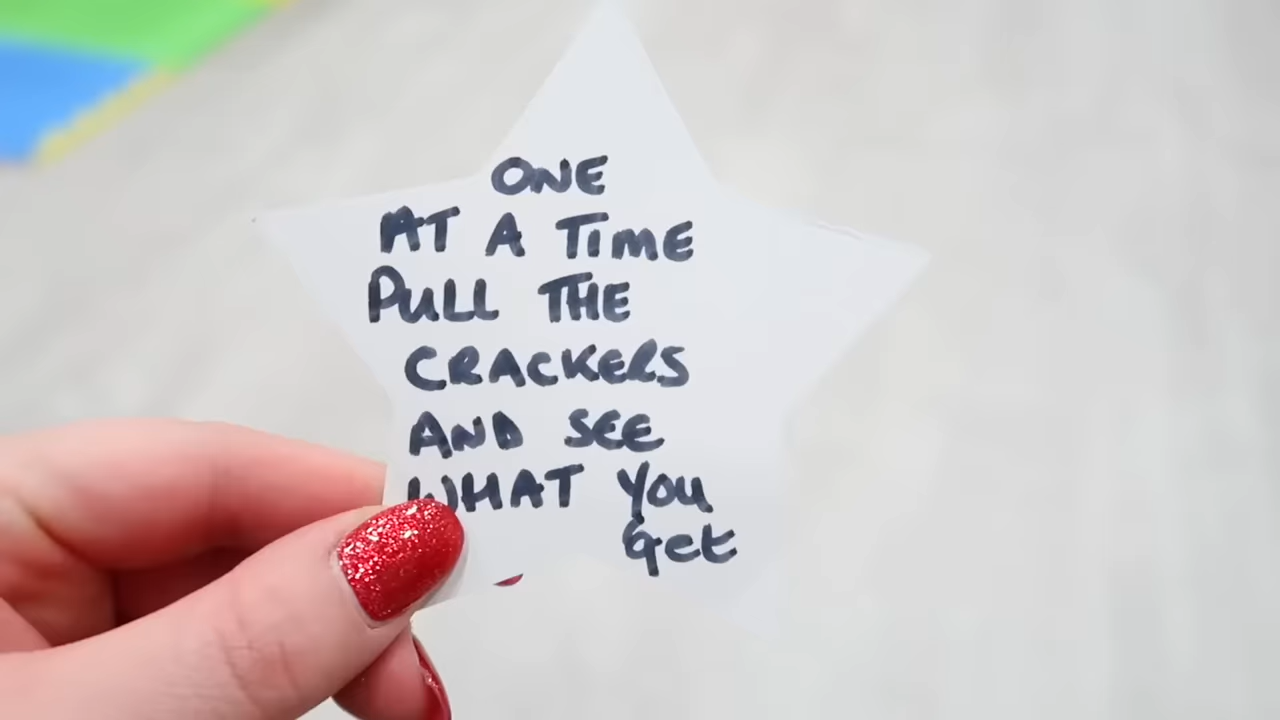 ONE
AT A TIME
PULL THE
CRACKERS
AND SEE
WHAT YOU
Get